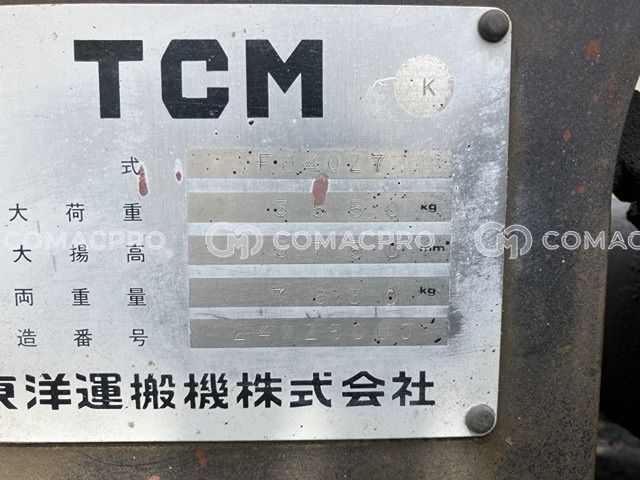 TCM
K
式 FD40Z7
大荷重 kg
大揚高 mm
両重量 kg
造番号
東洋運搬機株式会社
COMACPRO COMACPRO COMACPRO